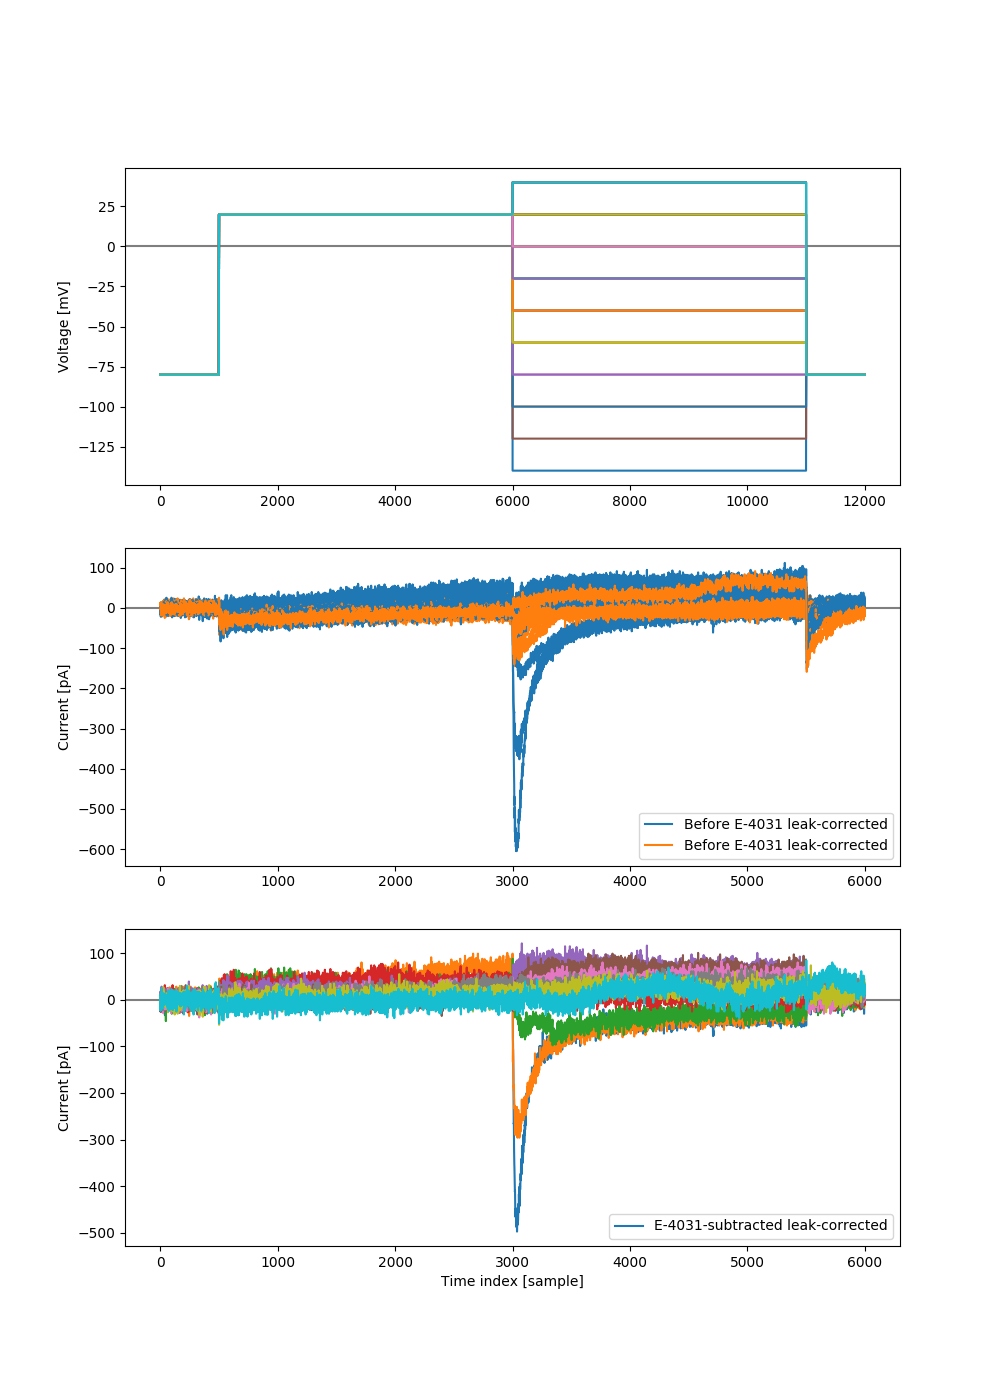 25
0
−25
−50
−75
−100
−125
Voltage [mV]
0 2000 4000 6000 8000 10000 12000
100
0
−100
−200
−300
−400
−500
−600
Current [pA]
Before E-4031 leak-corrected
Before E-4031 leak-corrected
0 1000 2000 3000 4000 5000 6000
100
0
−100
−200
−300
−400
−500
Current [pA]
E-4031-subtracted leak-corrected
0 1000 2000 3000 4000 5000 6000
Time index [sample]